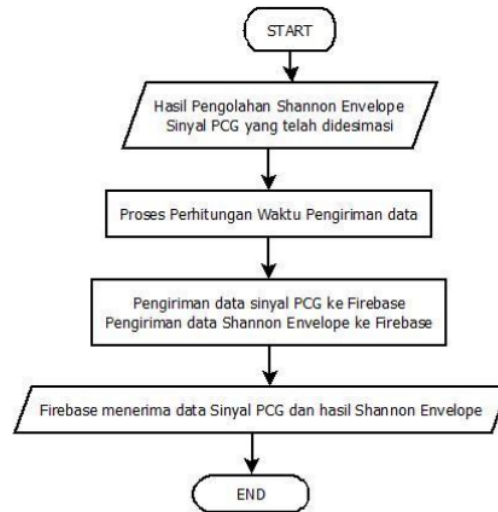 START
Hasil Pengolahan Shannon Envelope
Sinyal PCG yang telah didesimasi
Proses Perhitungan Waktu Pengiriman data
Pengiriman data sinyal PCG ke Firebase
Pengiriman data Shannon Envelope ke Firebase
Firebase menerima data Sinyal PCG dan hasil Shannon Envelope
END